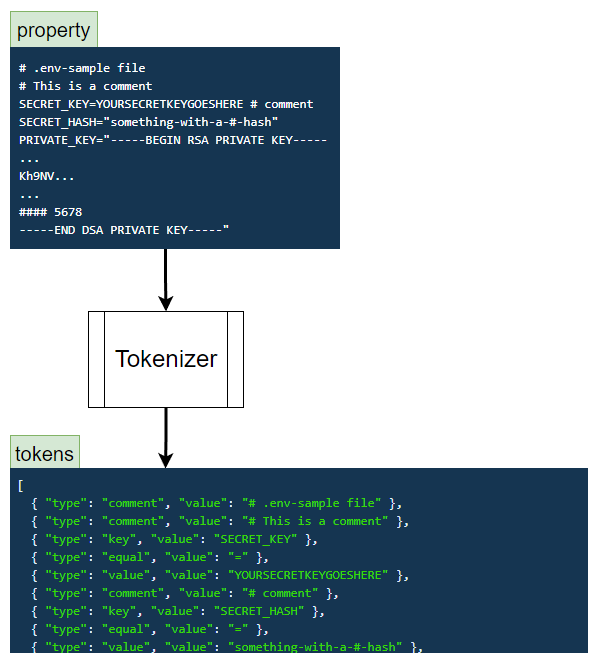 property
# .env-sample file
# This is a comment
SECRET_KEY=YOURSECRETKEYGOESHERE # comment
SECRET_HASH="something-with-a-#-hash"
PRIVATE_KEY="-----BEGIN RSA PRIVATE KEY-----
...
Kh9NV...
...
#### 5678
-----END DSA PRIVATE KEY-----"
Tokenizer
tokens
[
{ "type": "comment", "value": "# .env-sample file" },
{ "type": "comment", "value": "# This is a comment" },
{ "type": "key", "value": "SECRET_KEY" },
{ "type": "equal", "value": "=" },
{ "type": "value", "value": "YOURSECRETKEYGOESHERE" },
{ "type": "comment", "value": "# comment" },
{ "type": "key", "value": "SECRET_HASH" },
{ "type": "equal", "value": "=" },
{ "type": "value", "value": "something-with-a-#-hash" },